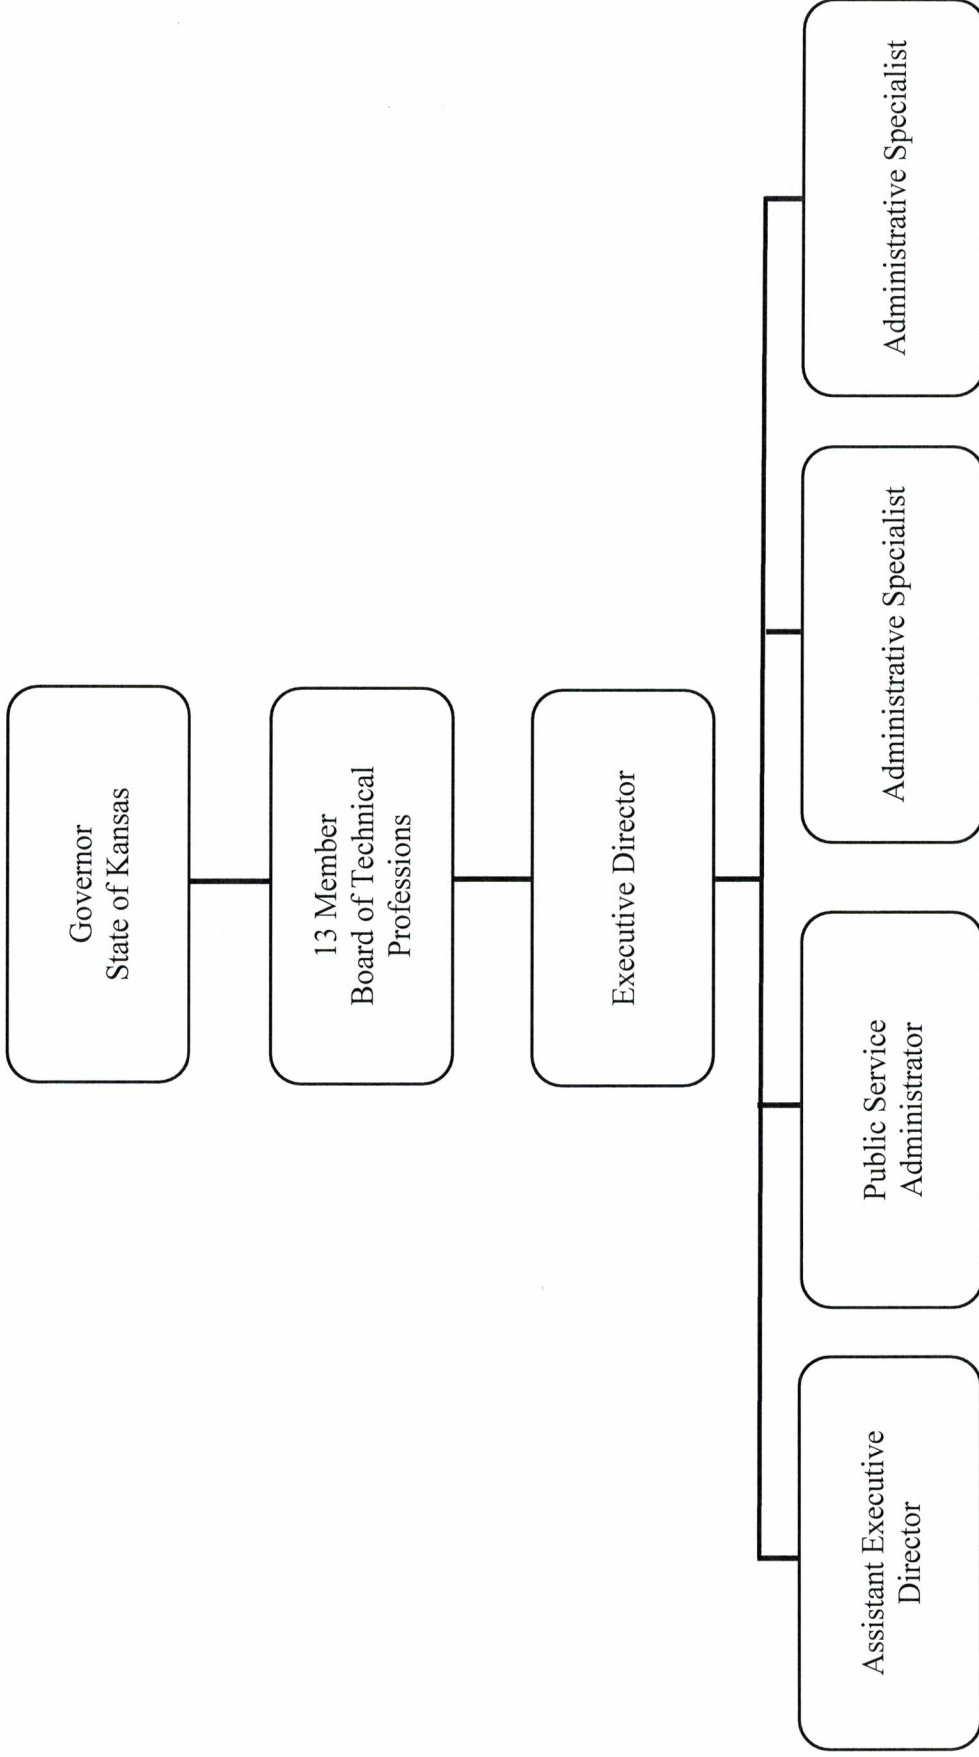 Governor
State of Kansas
13 Member
Board of Technical
Professions
Executive Director
Assistant Executive
Director
Public Service
Administrator
Administrative Specialist
Administrative Specialist